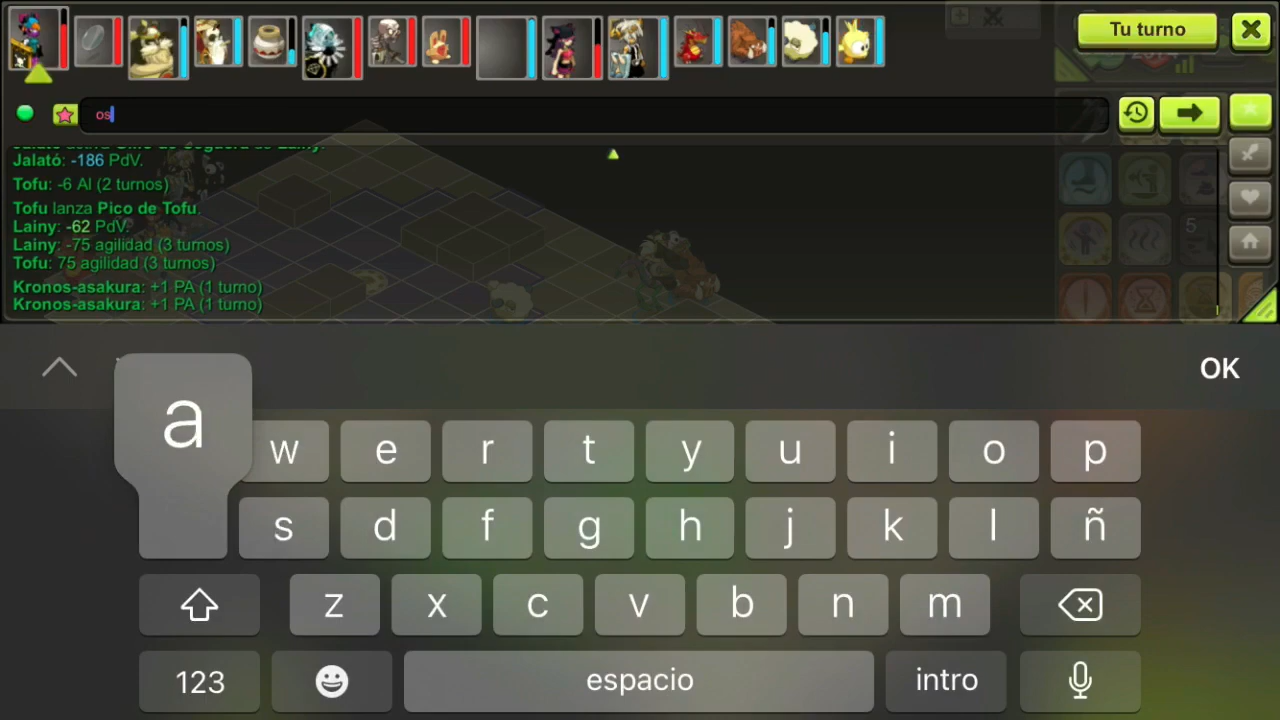 Tu turno
os
Jalató: -186 PdV.
Tofu: -6 Al (2 turnos)
Tofu lanza Pico de Tofu.
Lainy: -62 PdV.
Lainy: -75 agilidad (3 turnos)
Tofu: 75 agilidad (3 turnos)
Kronos-asakura: +1 PA (1 turno)
Kronos-asakura: +1 PA (1 turno)
5
OK
a
w e r t y u i o p
s d f g h j k l ñ
z x c v b n m
123 espacio intro